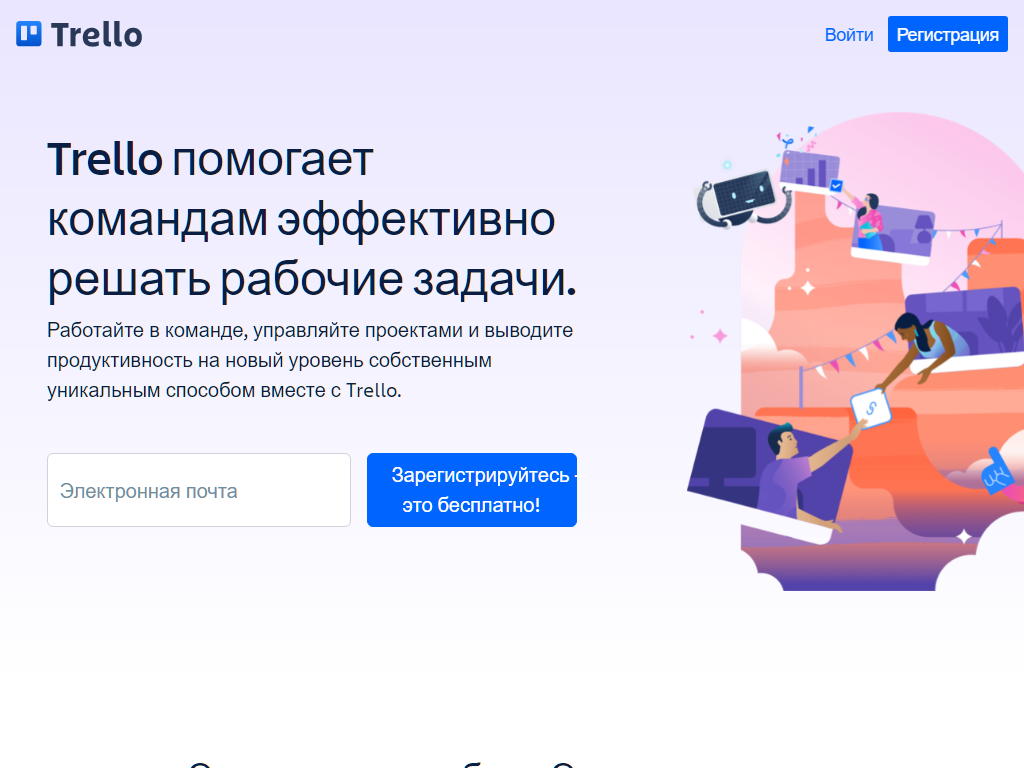 Trello
Войти
Регистрация
Trello помогает
командам эффективно
решать рабочие задачи.
Работайте в команде, управляйте проектами и выводите
продуктивность на новый уровень собственным
уникальным способом вместе с Trello.
Электронная почта
Зарегистрируйтесь -
это бесплатно!